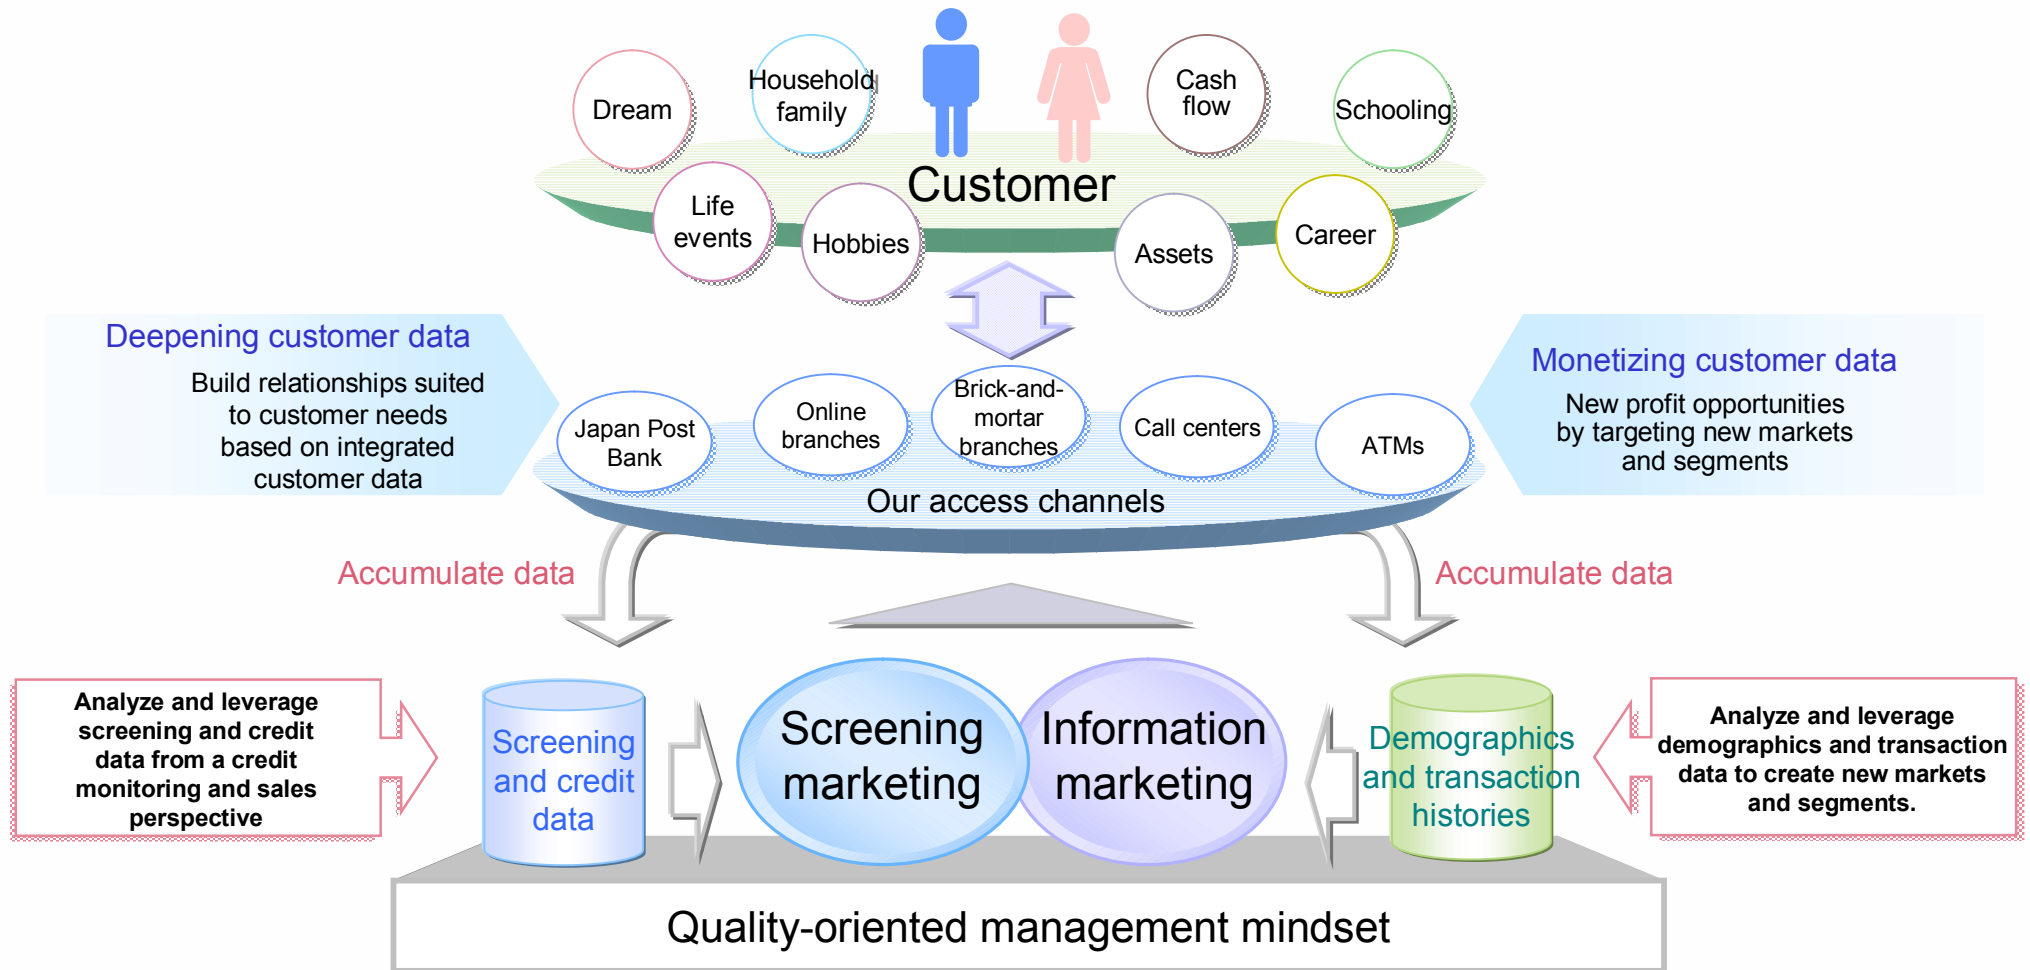 Dream
Household
family
Cash
flow
Schooling
Customer
Life
events
Hobbies
Assets
Career
Deepening customer data
Build relationships suited
to customer needs
based on integrated
customer data
Monetizing customer data
New profit opportunities
by targeting new markets
and segments
Japan Post
Bank
Online
branches
Brick-and-
mortar
branches
Call centers
ATMs
Our access channels
Accumulate data
Accumulate data
Analyze and leverage
screening and credit
data from a credit
monitoring and sales
perspective
Screening
and credit
data
Screening
marketing
Information
marketing
Demographics
and transaction
histories
Analyze and leverage
demographics and transaction
data to create new markets
and segments.
Quality-oriented management mindset